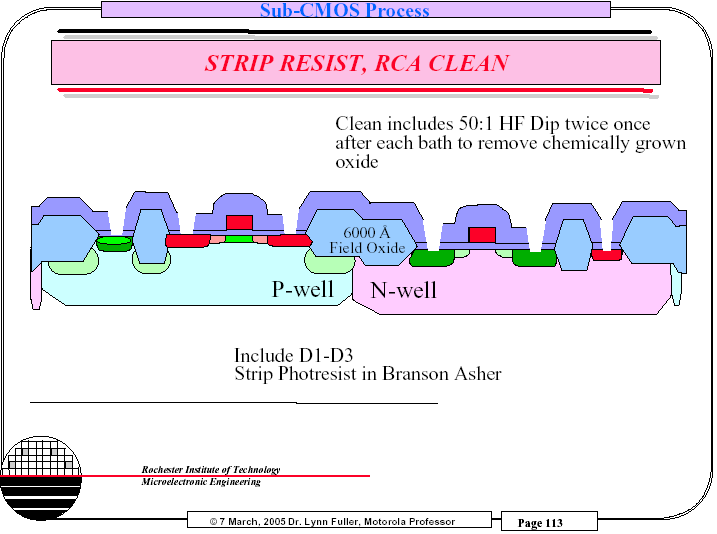 Sub-CMOS Process
STRIP RESIST, RCA CLEAN
Clean includes 50:1 HF Dip twice once
after each bath to remove chemically grown
oxide
6000 Å
Field Oxide
P-well
N-well
Include D1-D3
Strip Photresist in Branson Asher
Rochester Institute of Technology
Microelectronic Engineering
© 7 March, 2005 Dr. Lynn Fuller, Motorola Professor
Page 113